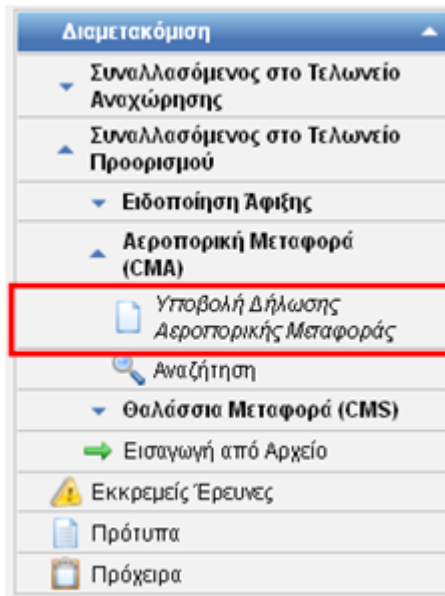 Διαμετακόμιση
Συναλλασόμενος στο Τελωνείο
Αναχώρησης
Συναλλασόμενος στο Τελωνείο
Προορισμού
Ειδοποίηση Άφιξης
Αεροπορική Μεταφορά
(CMA)
Υποβολή Δήλωσης
Αεροπορικής Μεταφοράς
Αναζήτηση
Θαλάσσια Μεταφορά (CMS)
Εισαγωγή από Αρχείο
Εκκρεμείς Έρευνες
Πρότυπα
Πρόχειρα